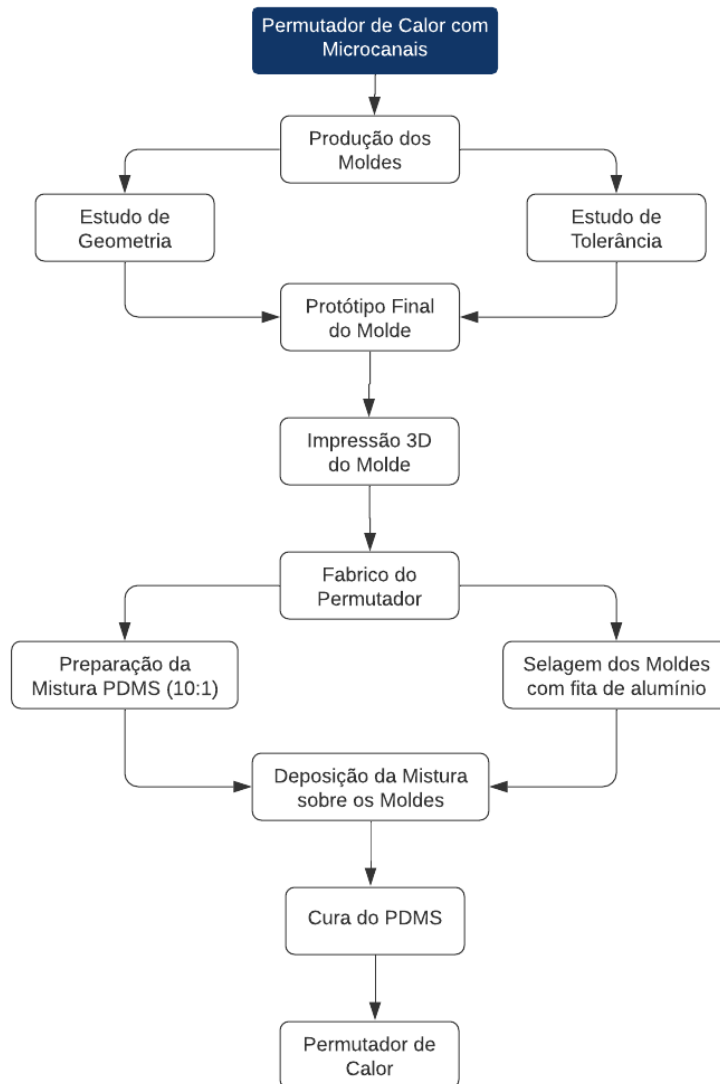 Permutador de Calor com
Microcanais
Produção dos
Moldes
Estudo de
Geometria
Estudo de
Tolerância
Protótipo Final
do Molde
Impressão 3D
do Molde
Fabrico do
Permutador
Preparação da
Mistura PDMS (10:1)
Selagem dos Moldes
com fita de alumínio
Deposição da Mistura
sobre os Moldes
Cura do PDMS
Permutador de
Calor